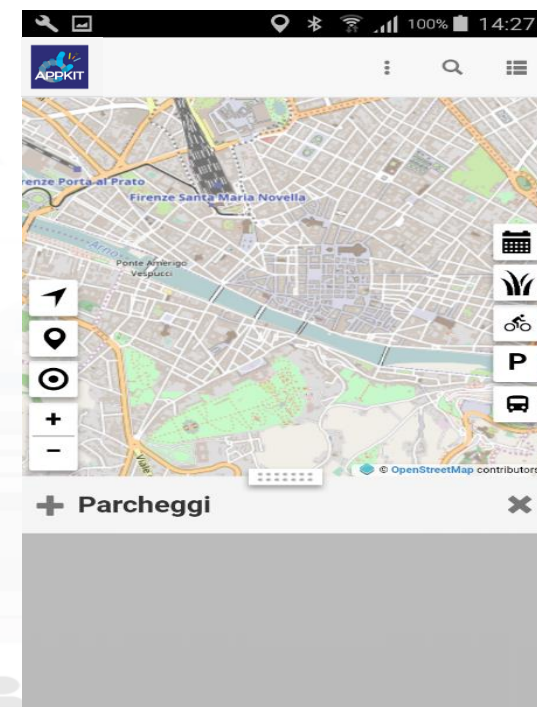 100% 14:27
APPKIT
renze Porta al Prato
Firenze Santa Maria Novella
Arno
Ponte Amerigo
Vespucci
P
+
−
Viale
© OpenStreetMap contributors
+ Parcheggi ×